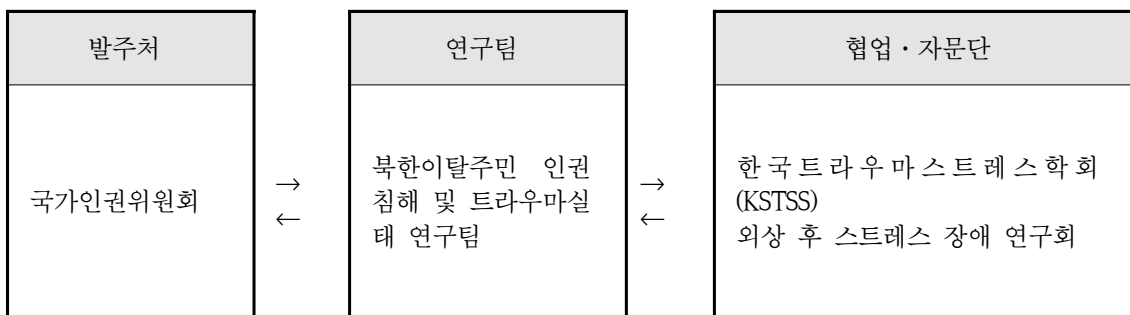 발주처
국가인권위원회
→
←
연구팀
북한이탈주민 인권
침해 및 트라우마실
태 연구팀
→
←
협업·자문단
한국트라우마스트레스학회
(KSTSS)
외상 후 스트레스 장애 연구회